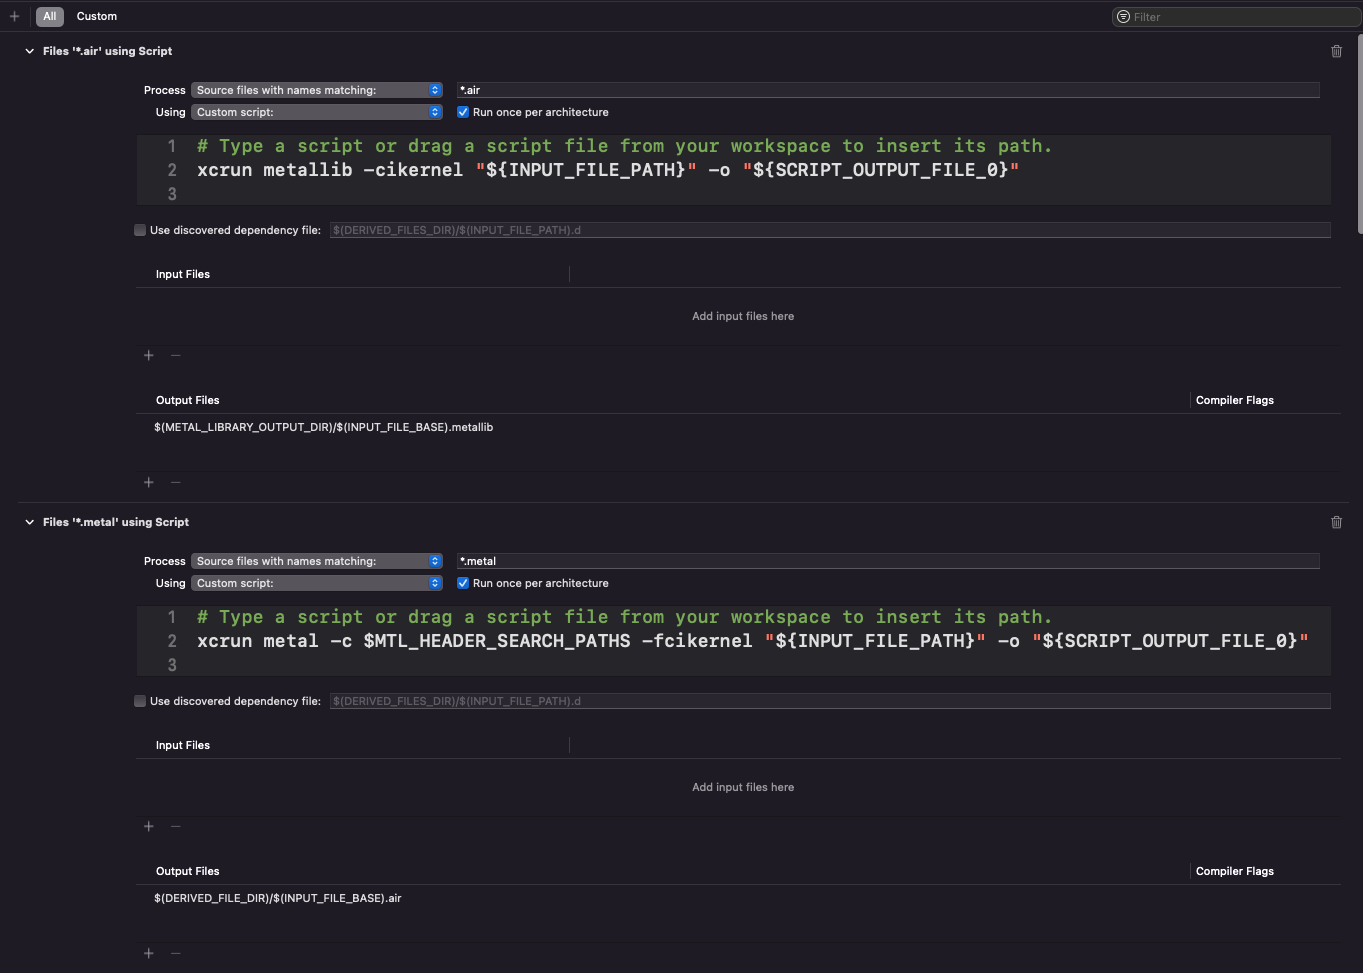 All Custom Filter
Files '*.air' using Script
Process Source files with names matching: *.air
Using Custom script: Run once per architecture
1 # Type a script or drag a script file from your workspace to insert its path.
2 xcrun metallib -cikernel "${INPUT_FILE_PATH}" -o "${SCRIPT_OUTPUT_FILE_0}"
3
Use discovered dependency file: $(DERIVED_FILES_DIR)/$(INPUT_FILE_PATH).d
Input Files
Add input files here
Output Files Compiler Flags
$(METAL_LIBRARY_OUTPUT_DIR)/$(INPUT_FILE_BASE).metallib
Files '*.metal' using Script
Process Source files with names matching: *.metal
Using Custom script: Run once per architecture
1 # Type a script or drag a script file from your workspace to insert its path.
2 xcrun metal -c $MTL_HEADER_SEARCH_PATHS -fcikernel "${INPUT_FILE_PATH}" -o "${SCRIPT_OUTPUT_FILE_0}"
3
Use discovered dependency file: $(DERIVED_FILES_DIR)/$(INPUT_FILE_PATH).d
Input Files
Add input files here
Output Files Compiler Flags
$(DERIVED_FILE_DIR)/$(INPUT_FILE_BASE).air